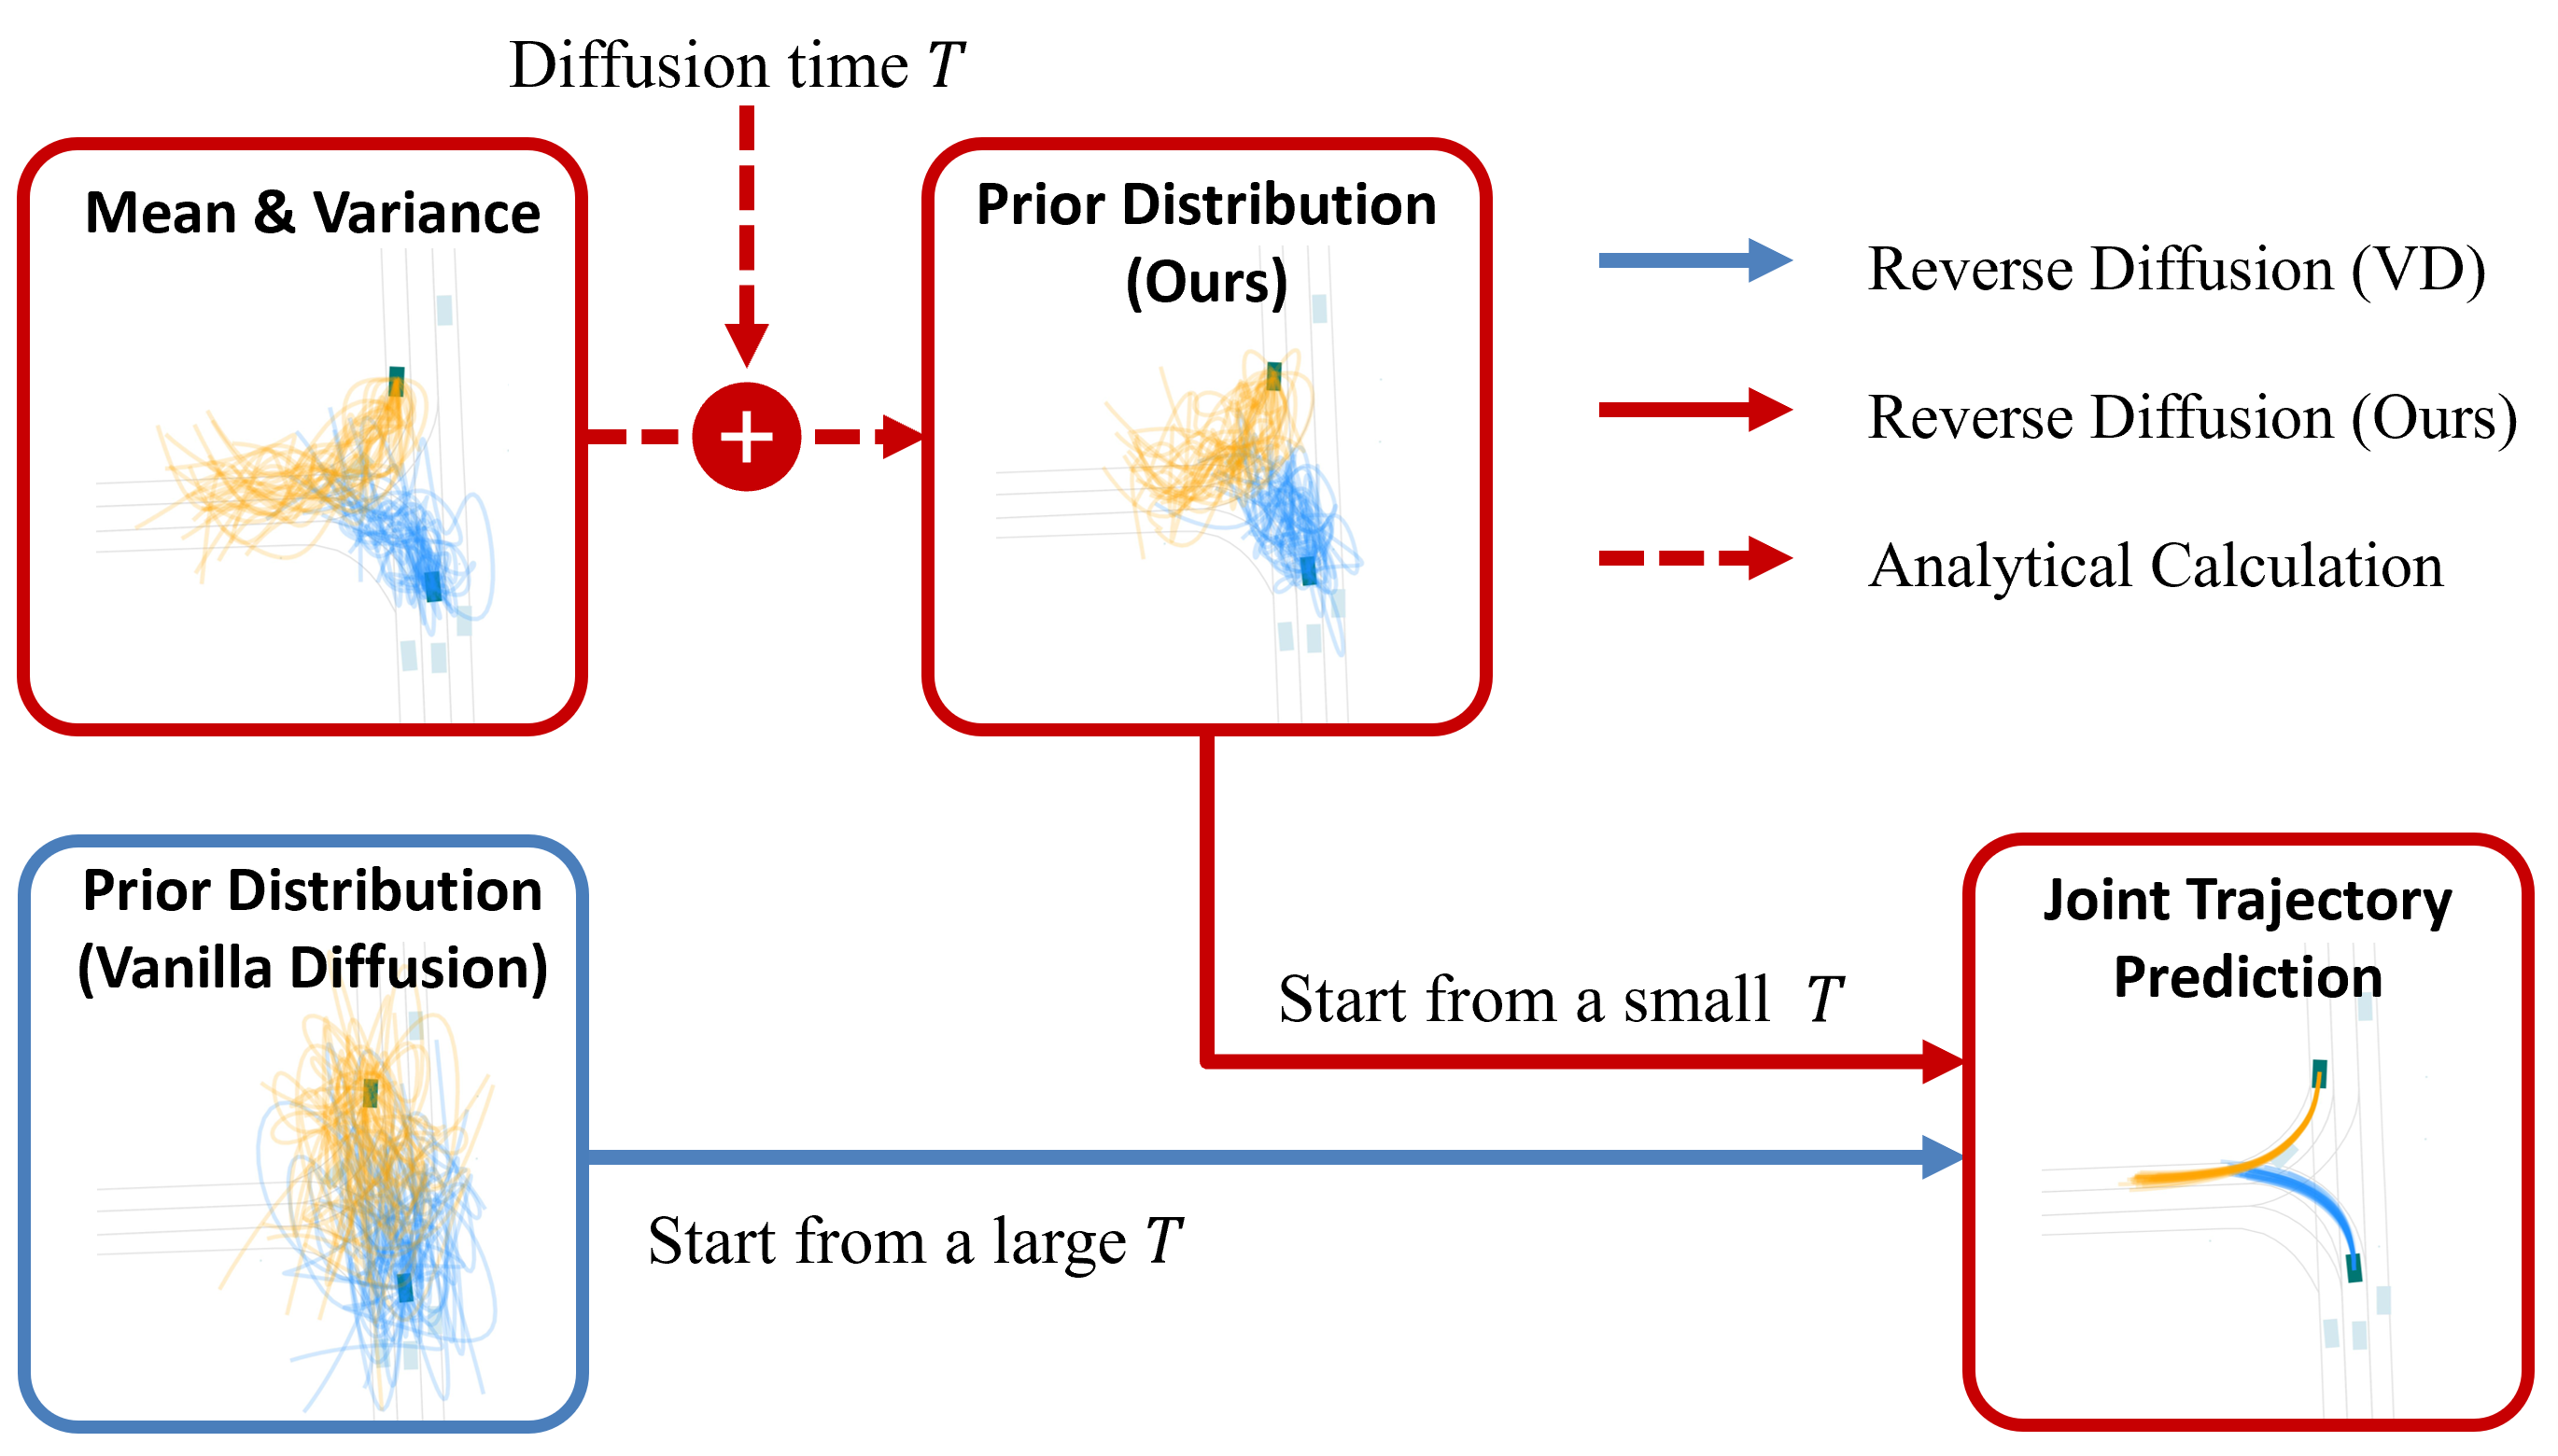 Diffusion time T
Mean & Variance
Prior Distribution
(Ours)
Reverse Diffusion (VD)
Reverse Diffusion (Ours)
Analytical Calculation
Prior Distribution
(Vanilla Diffusion)
Start from a small T
Start from a large T
Joint Trajectory
Prediction